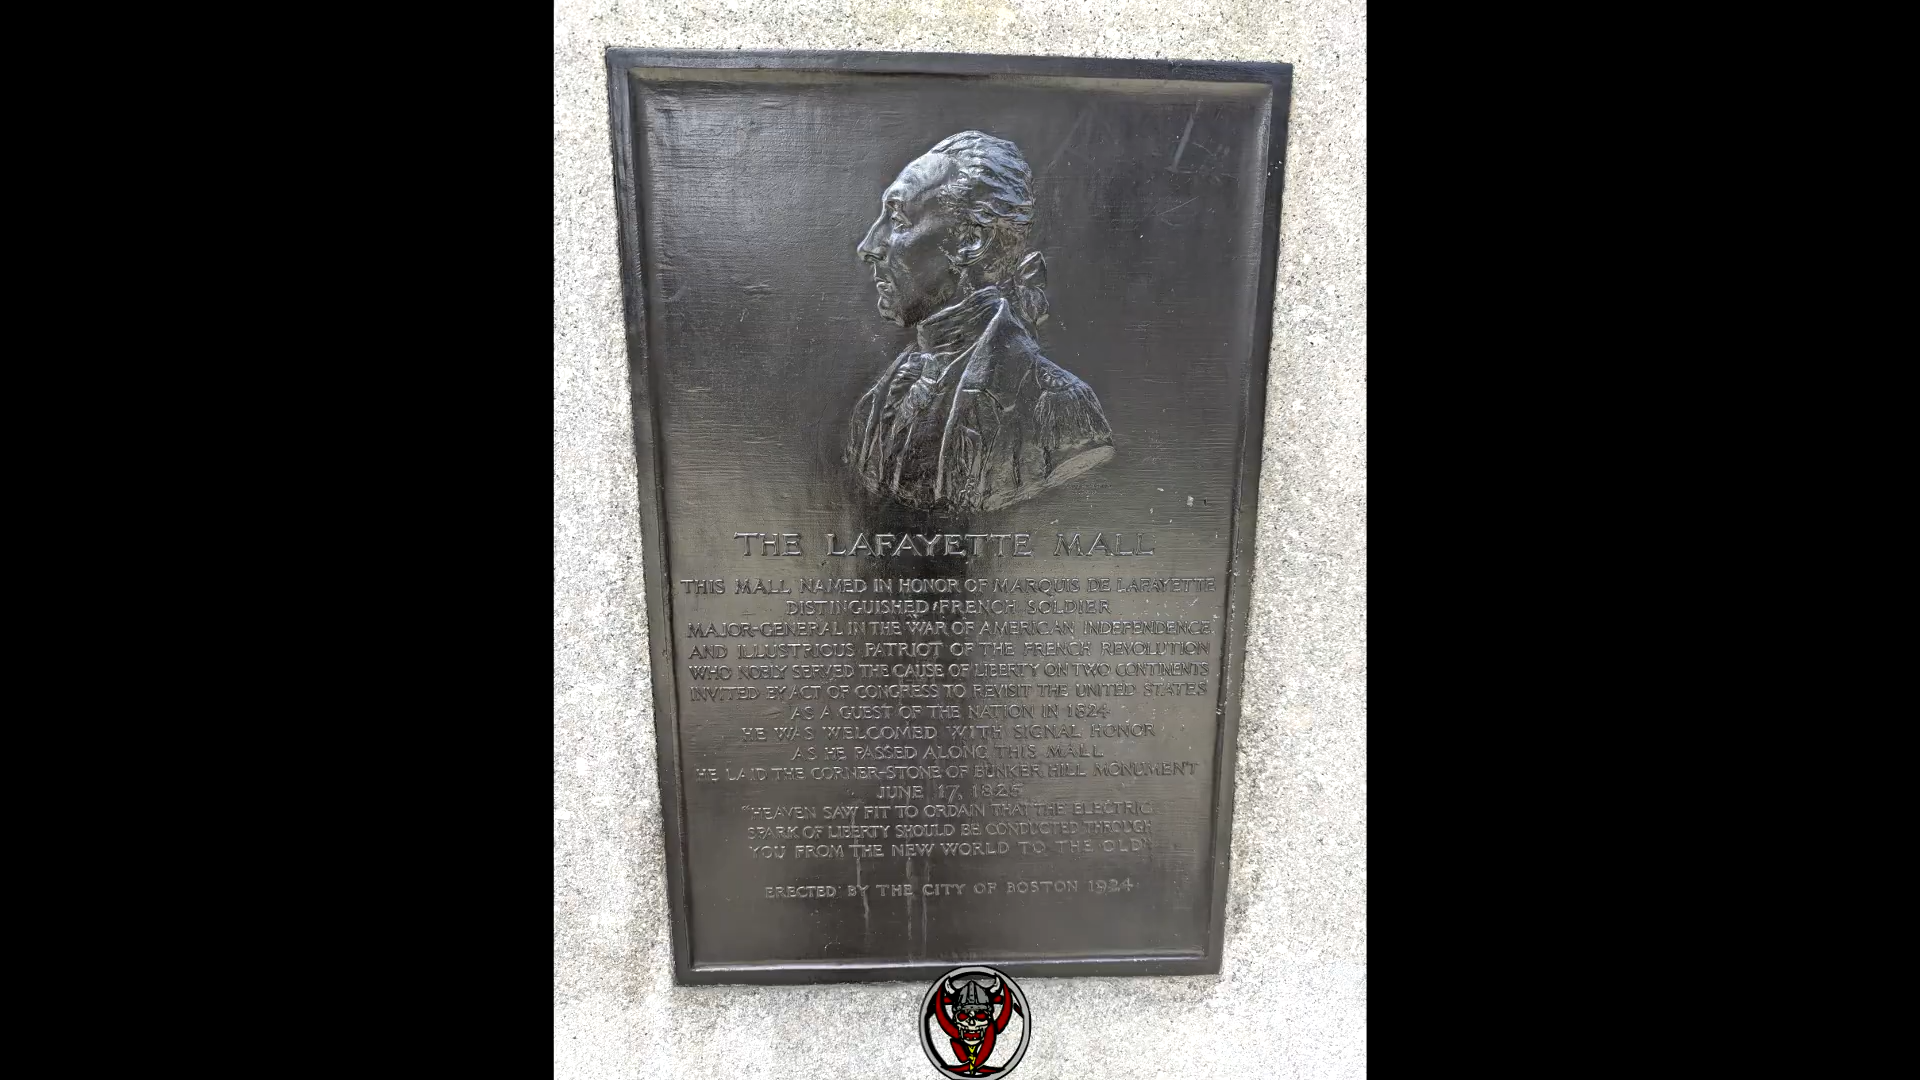 THE LAFAYETTE MALL
THIS MALL NAMED IN HONOR OF MARQUIS DE LAFAYETTE
DISTINGUISHED FRENCH SOLDIER
MAJOR-GENERAL IN THE WAR OF AMERICAN INDEPENDENCE,
AND ILLUSTRIOUS PATRIOT OF THE FRENCH REVOLUTION
WHO NOBLY SERVED THE CAUSE OF LIBERTY ON TWO CONTINENTS
INVITED BY ACT OF CONGRESS TO REVISIT THE UNITED STATES
AS A GUEST OF THE NATION IN 1824
HE WAS WELCOMED WITH SIGNAL HONOR
AS HE PASSED ALONG THIS MALL
HE LAID THE CORNER-STONE OF BUNKER HILL MONUMENT
JUNE 17, 1825
"HEAVEN SAW FIT TO ORDAIN THAT THE ELECTRIC
SPARK OF LIBERTY SHOULD BE CONDUCTED THROUGH
YOU FROM THE NEW WORLD TO THE OLD"
ERECTED BY THE CITY OF BOSTON 1924